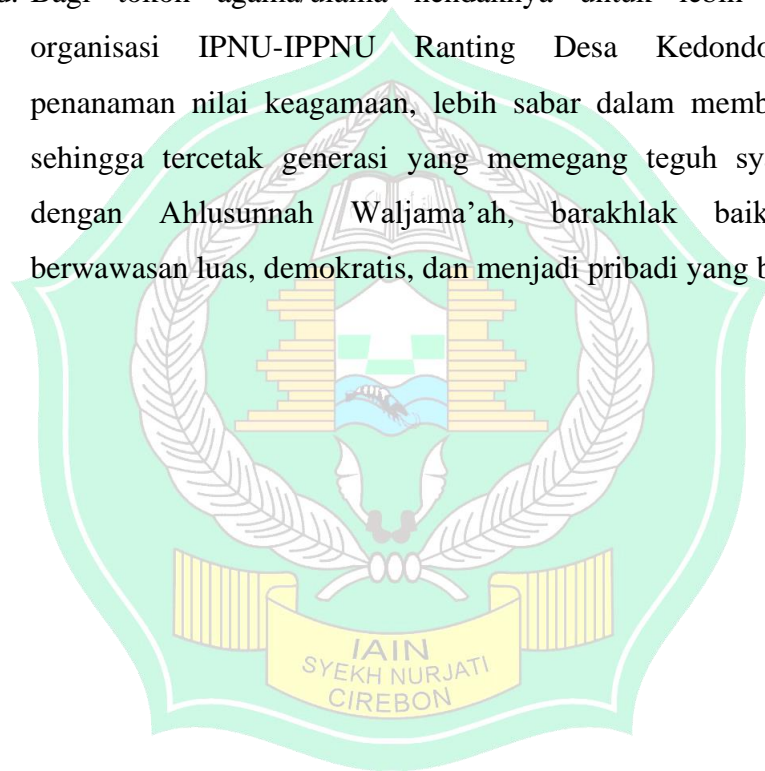 Bagi tokoh agama/ulama hendaknya untuk lebih
organisasi IPNU-IPPNU Ranting Desa
penanaman nilai keagamaan, lebih sabar dalam
sehingga tercetak generasi yang memegang teguh
dengan Ahlusunnah Waljama’ah, barakhlak baik
berwawasan luas, demokratis, dan menjadi pribadi yang
IAIN
SYEKH NURJATI
CIREBON